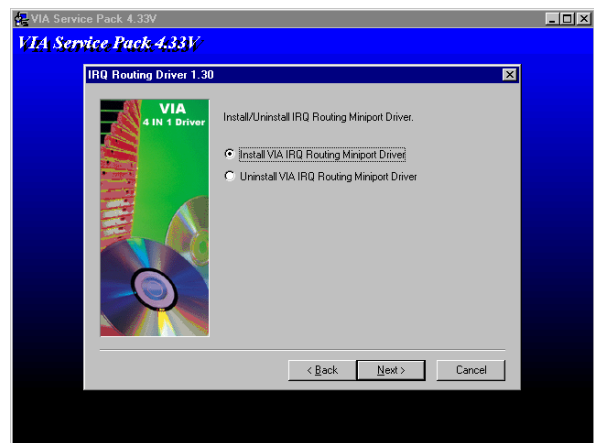 VIA Service Pack 4.33V
VIA Service Pack 4.33V
IRQ Routing Driver 1.30
VIA
4 IN 1 Driver
Install/Uninstall IRQ Routing Miniport Driver.
Install VIA IRQ Routing Miniport Driver
Uninstall VIA IRQ Routing Miniport Driver
< Back Next > Cancel